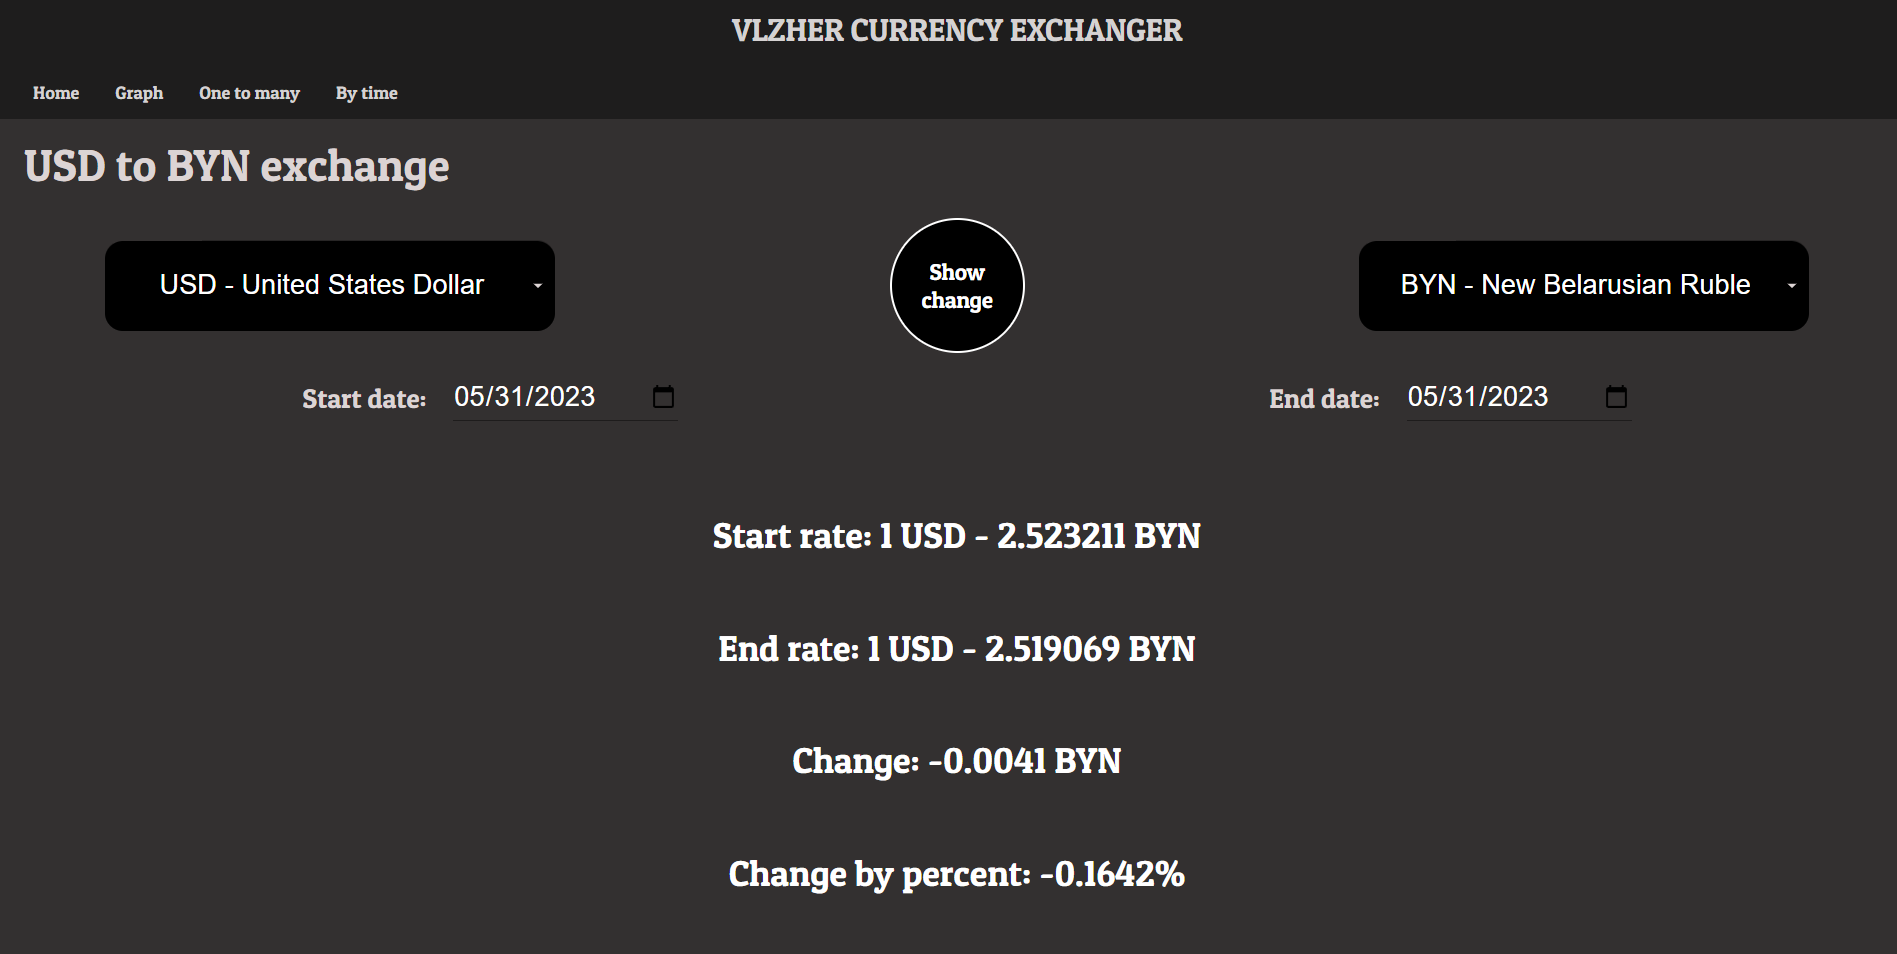 VLZHER CURRENCY EXCHANGER
Home Graph One to many By time
USD to BYN exchange
USD - United States Dollar
Show
change
BYN - New Belarusian Ruble
Start date: 05/31/2023
End date: 05/31/2023
Start rate: 1 USD - 2.523211 BYN
End rate: 1 USD - 2.519069 BYN
Change: -0.0041 BYN
Change by percent: -0.1642%